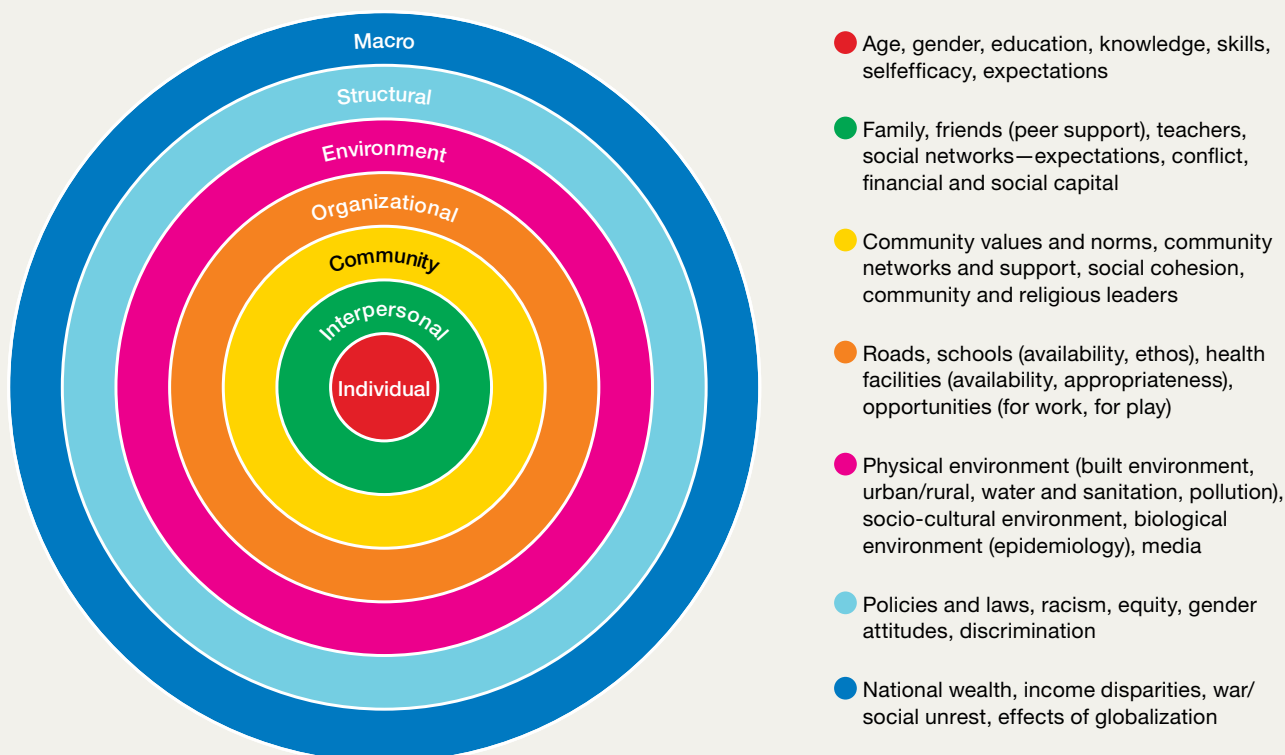 Macro
Structural
Environment
Organizational
Community
Interpersonal
Individual
Age, gender, education, knowledge, skills,
selfefficacy, expectations
Family, friends (peer support), teachers,
social networks—expectations, conflict,
financial and social capital
Community values and norms, community
networks and support, social cohesion,
community and religious leaders
Roads, schools (availability, ethos), health
facilities (availability, appropriateness),
opportunities (for work, for play)
Physical environment (built environment,
urban/rural, water and sanitation, pollution),
socio-cultural environment, biological
environment (epidemiology), media
Policies and laws, racism, equity, gender
attitudes, discrimination
National wealth, income disparities, war/
social unrest, effects of globalization